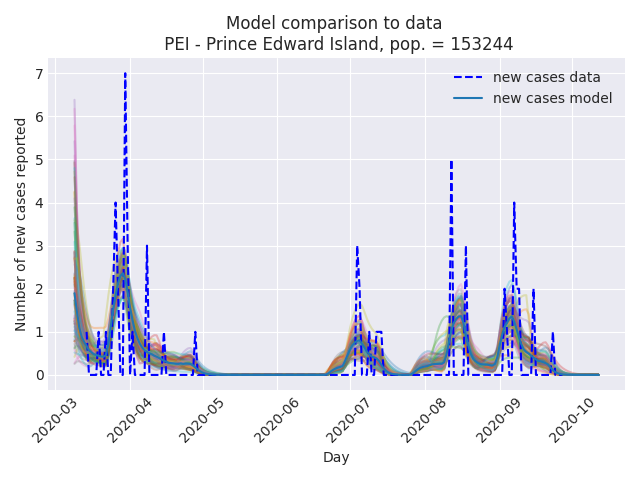 Model comparison to data
PEI - Prince Edward Island, pop. = 153244
new cases data
new cases model
Number of new cases reported
7
6
5
4
3
2
1
0
2020-03
2020-04
2020-05
2020-06
2020-07
2020-08
2020-09
2020-10
Day